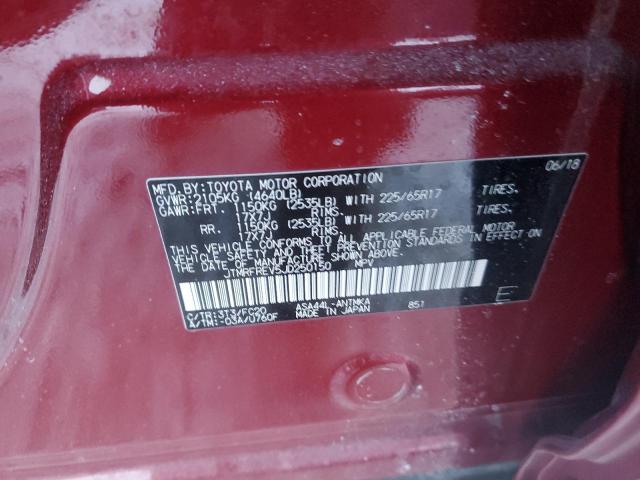 MFD.BY:TOYOTA MOTOR CORPORATION 06/18
GVWR:2105KG (4640LB)
GAWR:FRT. 1150KG (2535LB) WITH 225/65R17 TIRES,
17X7J RIMS,
RR. 1150KG (2535LB) WITH 225/65R17 TIRES,
17X7J RIMS,
THIS VEHICLE CONFORMS TO ALL APPLICABLE FEDERAL MOTOR
VEHICLE SAFETY AND THEFT PREVENTION STANDARDS IN EFFECT
ON THE DATE OF MANUFACTURE SHOWN ABOVE.
JTMRFREV5JD250150 MPV
ASA44L-ANTMKA 851
C/TR:3T3/FC20 MADE IN JAPAN
A/TM:-03A/U760F
E